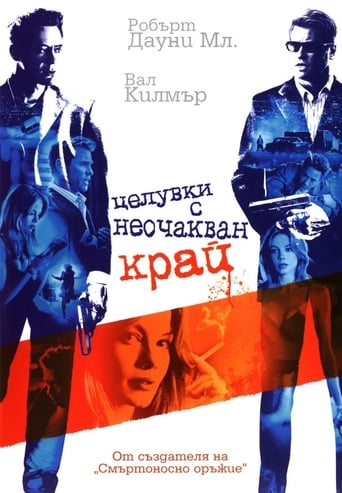 Робърт
Дауни Мл.
Вал
Килмър
целувки с
неочакван
край
От създателя на
„Смъртоносно оръжие“